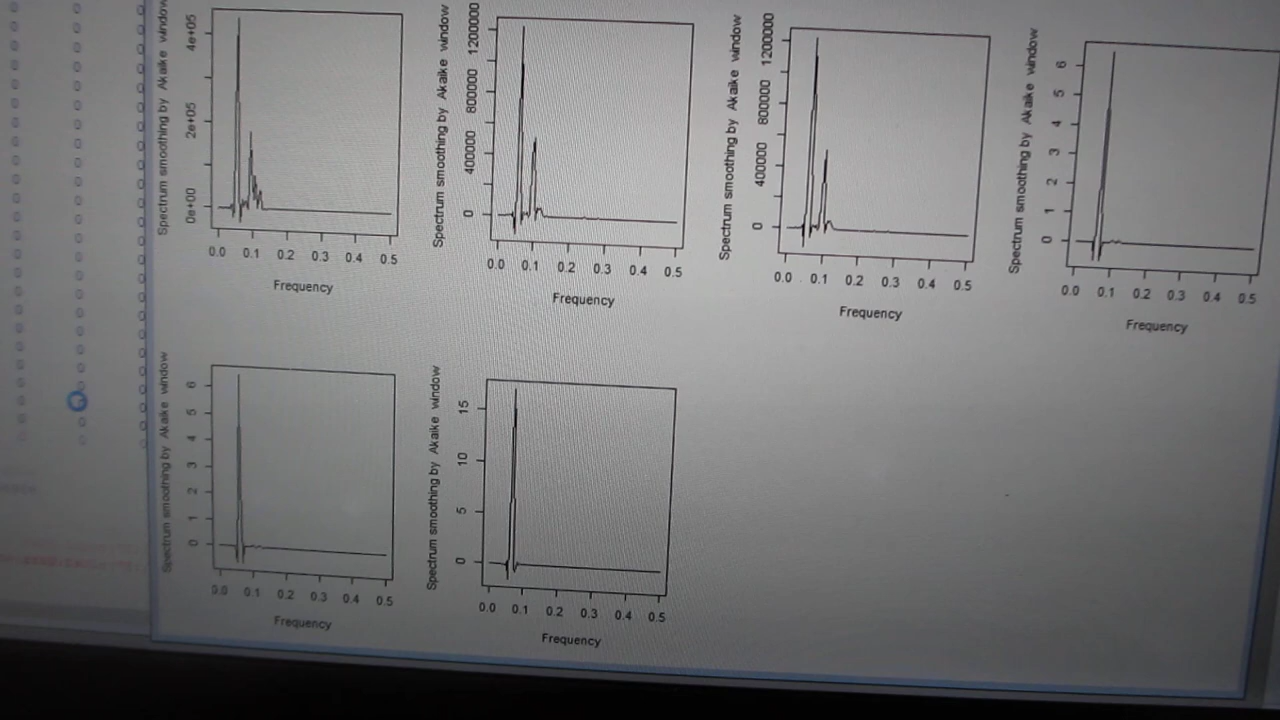 Spectrum smoothing by Akaike window
0e+00 2e+05 4e+05
0.0 0.1 0.2 0.3 0.4 0.5
Frequency
Spectrum smoothing by Akaike window
0 400000 800000 1200000
0.0 0.1 0.2 0.3 0.4 0.5
Frequency
Spectrum smoothing by Akaike window
0 400000 800000 1200000
0.0 0.1 0.2 0.3 0.4 0.5
Frequency
Spectrum smoothing by Akaike window
0 1 2 3 4 5 6
0.0 0.1 0.2 0.3 0.4 0.5
Frequency
Spectrum smoothing by Akaike window
0 1 2 3 4 5 6
0.0 0.1 0.2 0.3 0.4 0.5
Frequency
Spectrum smoothing by Akaike window
0 5 10 15
0.0 0.1 0.2 0.3 0.4 0.5
Frequency